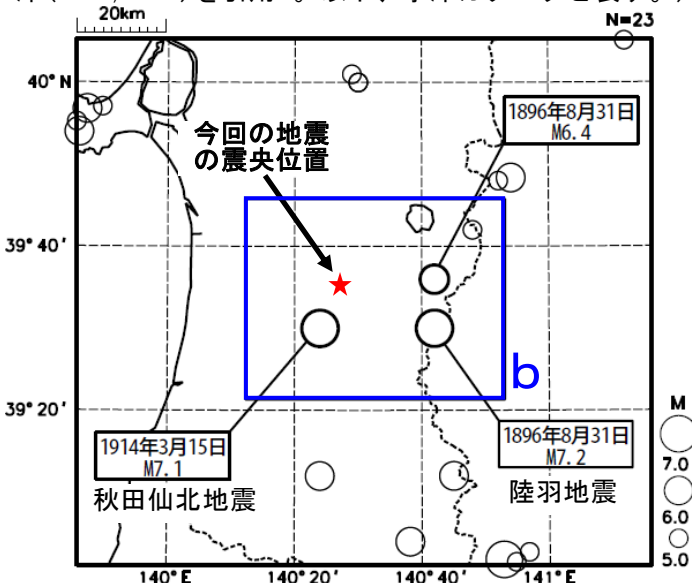 20km
N=23
40°N
39°40′
39°20′
140°E
140°20′
140°40′
141°E
今回の地震
の震央位置
1896年8月31日
M6.4
b
1914年3月15日
M7.1
秋田仙北地震
1896年8月31日
M7.2
陸羽地震
M
7.0
6.0
5.0